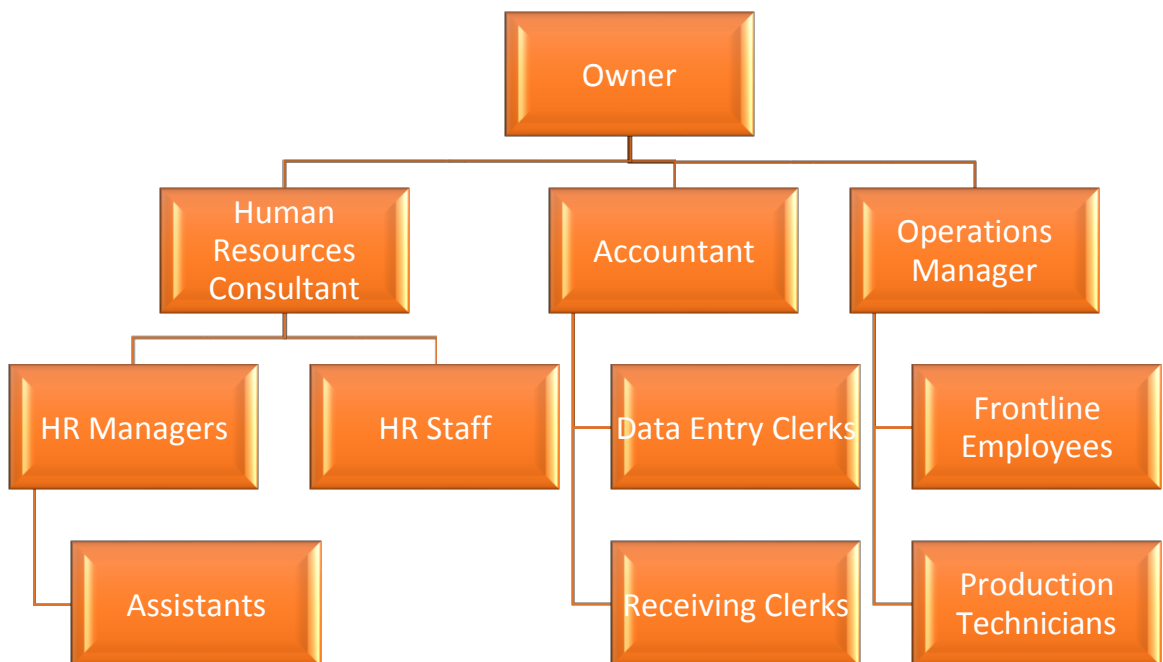 Owner
Human
Resources
Consultant
Accountant
Operations
Manager
HR Managers
HR Staff
Data Entry Clerks
Frontline
Employees
Assistants
Receiving Clerks
Production
Technicians